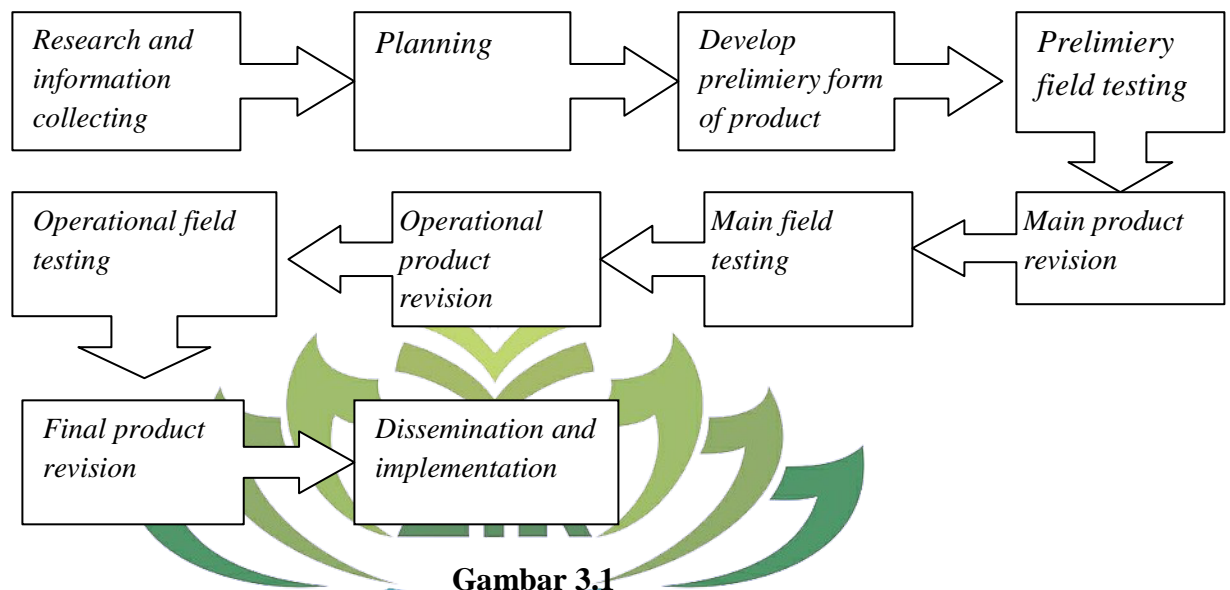 Research and
information
collecting
Planning
Develop
prelimiery form
of product
Prelimiery
field testing
Main product
revision
Main field
testing
Operational
product
revision
Operational field
testing
Final product
revision
Dissemination and
implementation
Gambar 3.1